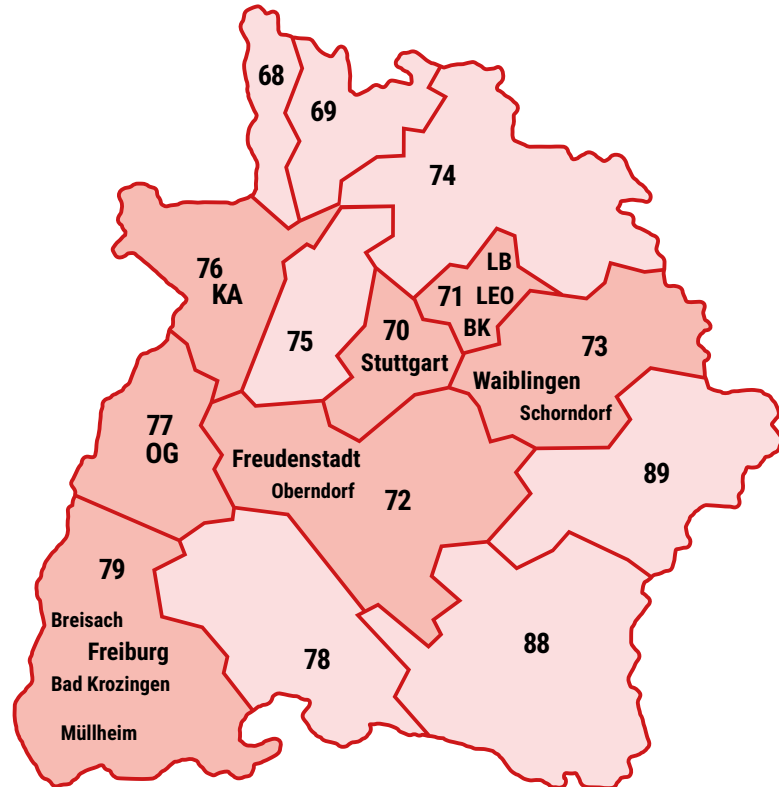 68
69
74
76
KA
LB
71 LEO
BK
75
70
Stuttgart
73
Waiblingen
Schorndorf
77
OG
Freudenstadt
Oberndorf
72
89
79
Breisach
Freiburg
Bad Krozingen
Müllheim
78
88